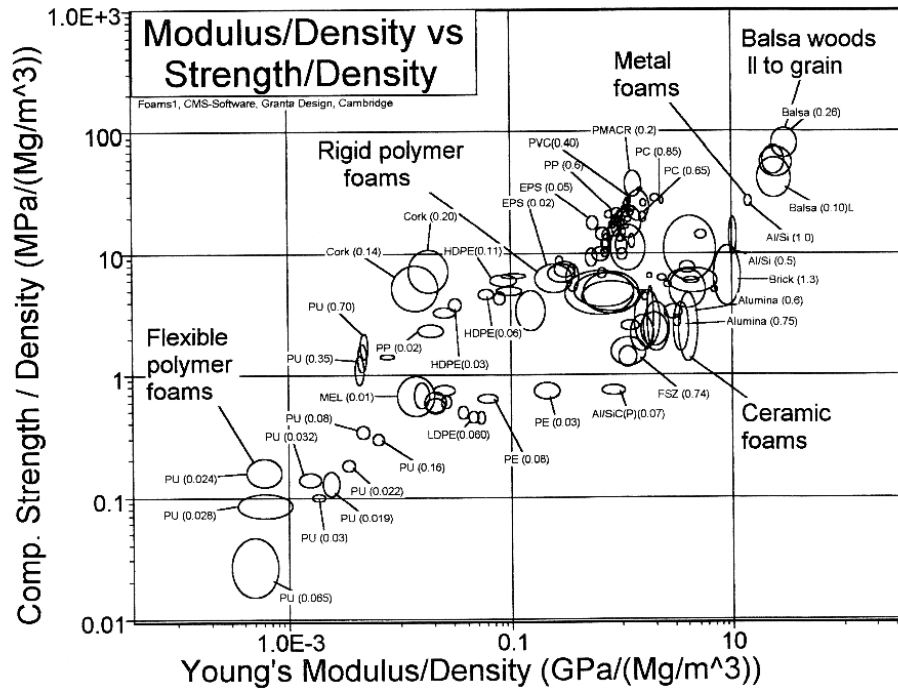 Modulus/Density vs
Strength/Density
Foams1, CMS-Software, Granta Design, Cambridge
Balsa woods
ll to grain
Metal
foams
Rigid polymer
foams
Flexible
polymer
foams
Ceramic
foams
Balsa (0.26)
PMACR (0.2)
PVC(0.40)
PC (0.85)
PP (0.6)
PC (0.65)
EPS (0.05)
EPS (0.02)
Balsa (0.10)L
Cork (0.20)
Al/Si (1.0)
Cork (0.14)
HDPE(0.11)
Al/Si (0.5)
Brick (1.3)
PU (0.70)
Alumina (0.6)
Alumina (0.75)
HDPE(0.06)
PP (0.02)
PU (0.35)
HDPE(0.03)
MEL (0.01)
FSZ (0.74)
PU (0.08)
LDPE(0.060)
PE (0.03)
Al/SiC(P)(0.07)
PU (0.032)
PU (0.16)
PE (0.08)
PU (0.024)
PU (0.022)
PU (0.028)
PU (0.019)
PU (0.03)
PU (0.065)
1.0E+3
100
10
1
0.1
0.01
1.0E-3
0.1
10
Comp. Strength / Density (MPa/(Mg/m^3))
Young's Modulus/Density (GPa/(Mg/m^3))